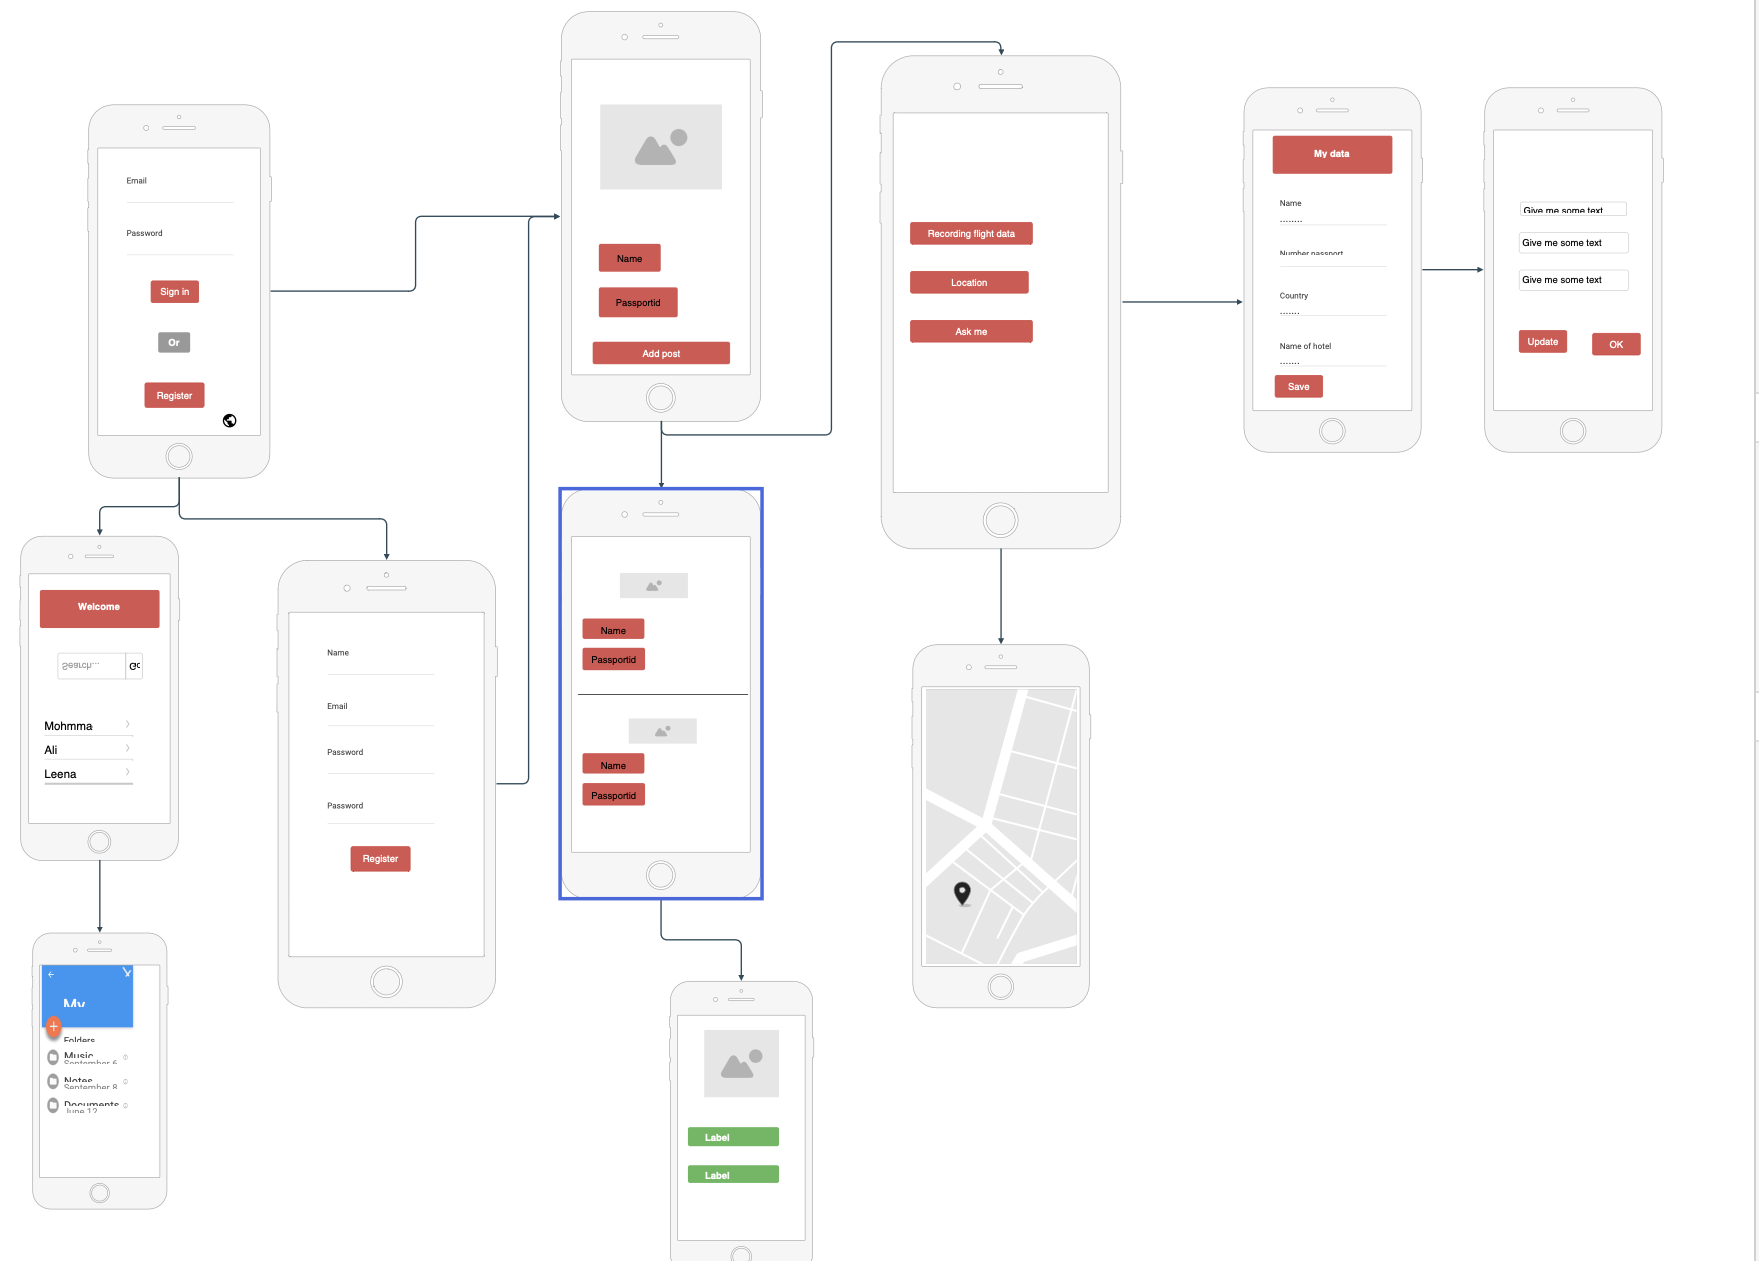 Email
Password
Sign in
Or
Register
Welcome
Search...
Mohmma
Ali
Leena
My
Folders
Music
September 6
Notes
September 8
Documents
June 12
Name
Email
Password
Password
Register
Name
Passportid
Add post
Name
Passportid
Name
Passportid
Label
Label
Recording flight data
Location
Ask me
My data
Name
........
Number passport
Country
.......
Name of hotel
.......
Save
Give me some text
Give me some text
Give me some text
Update
OK